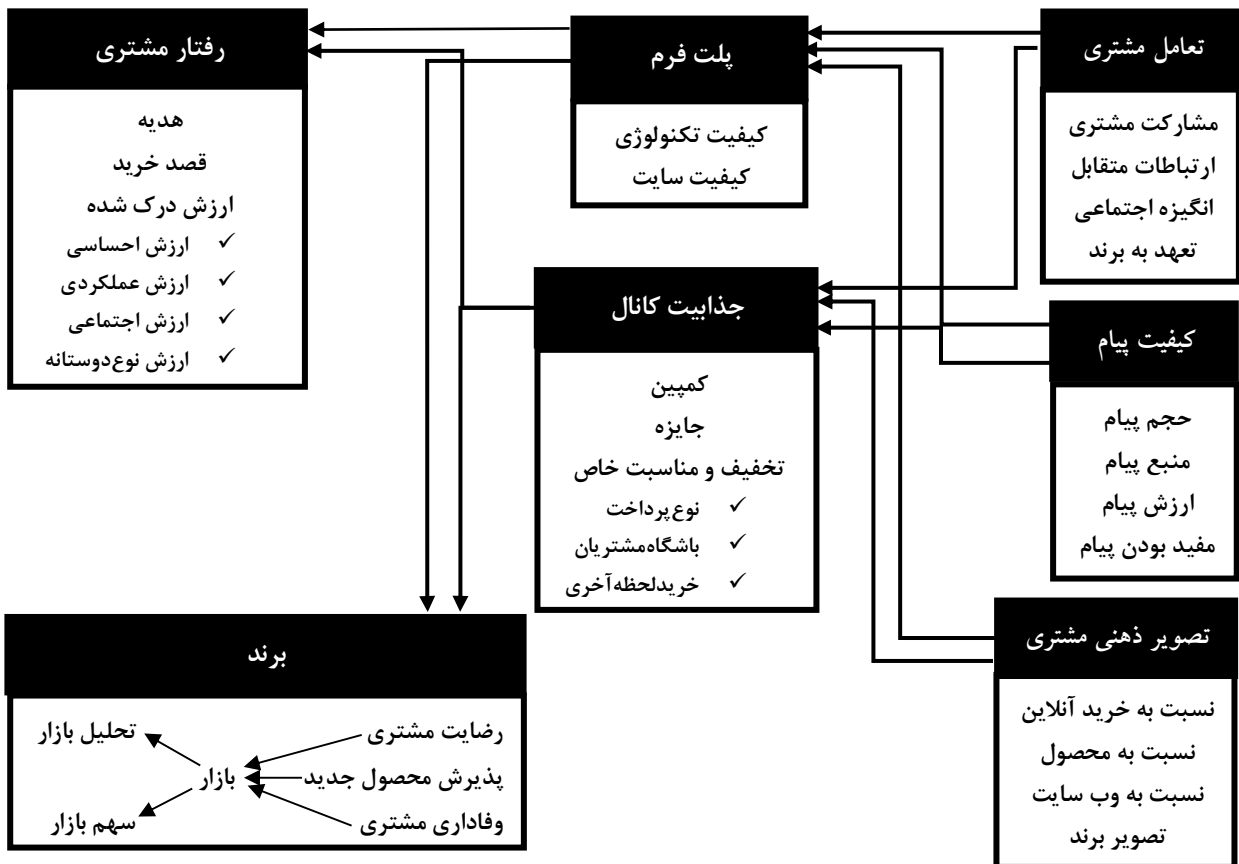 تعامل مشتری
مشارکت مشتری
ارتباطات متقابل
انگیزه اجتماعی
تعهد به برند
کیفیت پیام
حجم پیام
منبع پیام
ارزش پیام
مفید بودن پیام
تصویر ذهنی مشتری
نسبت به خرید آنلاین
نسبت به محصول
نسبت به وب سایت
تصویر برند
پلت فرم
کیفیت تکنولوژی
کیفیت سایت
جذابیت کانال
کمپین
جایزه
تخفیف و مناسبت خاص
✓ نوع‌پرداخت
✓ باشگاه‌مشتریان
✓ خریدلحظه‌آخری
رفتار مشتری
هدیه
قصد خرید
ارزش درک شده
✓ ارزش احساسی
✓ ارزش عملکردی
✓ ارزش اجتماعی
✓ ارزش نوع‌دوستانه
برند
رضایت مشتری
پذیرش محصول جدید
وفاداری مشتری
بازار
تحلیل بازار
سهم بازار